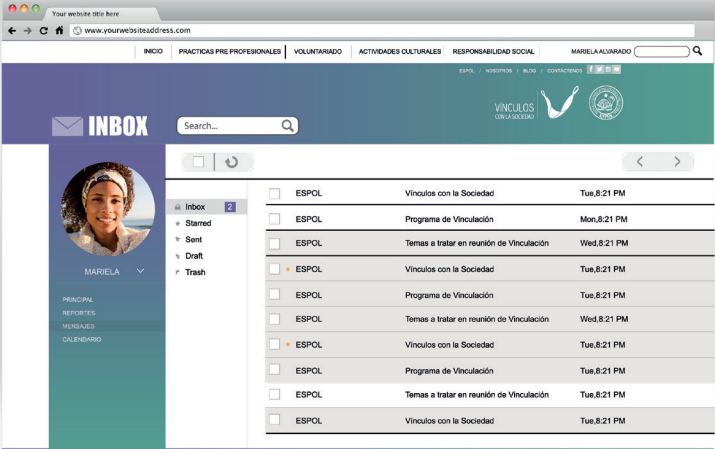 Your website title here
www.yourwebsiteaddress.com
INICIO PRACTICAS PRE PROFESIONALES VOLUNTARIADO ACTIVIDADES CULTURALES RESPONSABILIDAD SOCIAL MARIELA ALVARADO
ESPOL / NOSOTROS / BLOG / CONTÁCTENOS
VÍNCULOS
CON LA SOCIEDAD
INBOX
Search...
MARIELA
PRINCIPAL
REPORTES
MENSAJES
CALENDARIO
Inbox 2
Starred
Sent
Draft
Trash
ESPOL Vínculos con la Sociedad Tue,8:21 PM
ESPOL Programa de Vinculación Mon,8:21 PM
ESPOL Temas a tratar en reunión de Vinculación Wed,8:21 PM
ESPOL Vínculos con la Sociedad Tue,8:21 PM
ESPOL Programa de Vinculación Tue,8:21 PM
ESPOL Temas a tratar en reunión de Vinculación Wed,8:21 PM
ESPOL Vínculos con la Sociedad Tue,8:21 PM
ESPOL Programa de Vinculación Tue,8:21 PM
ESPOL Temas a tratar en reunión de Vinculación Tue,8:21 PM
ESPOL Vínculos con la Sociedad Tue,8:21 PM